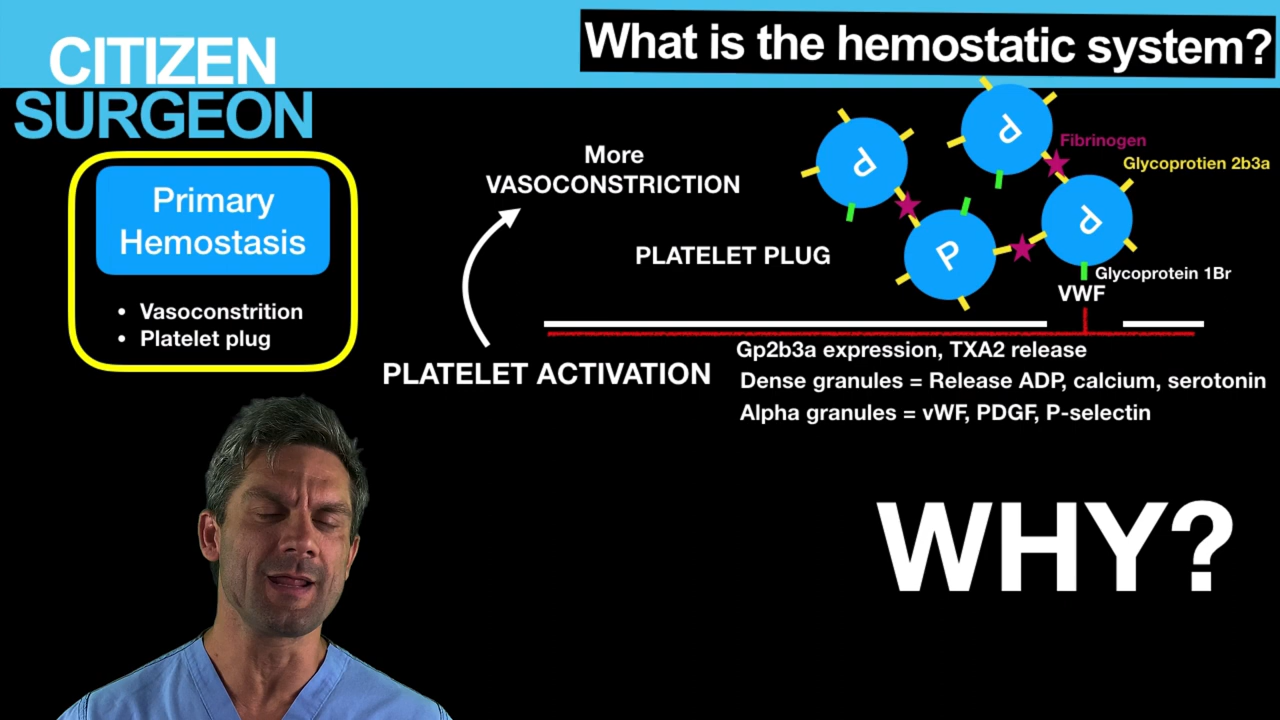 CITIZEN
SURGEON
What is the hemostatic system?
Primary
Hemostasis
• Vasoconstrition
• Platelet plug
More
VASOCONSTRICTION
PLATELET PLUG
PLATELET ACTIVATION
P
P
P
P
Fibrinogen
Glycoprotien 2b3a
Glycoprotein 1Br
VWF
Gp2b3a expression, TXA2 release
Dense granules = Release ADP, calcium, serotonin
Alpha granules = vWF, PDGF, P-selectin
WHY?